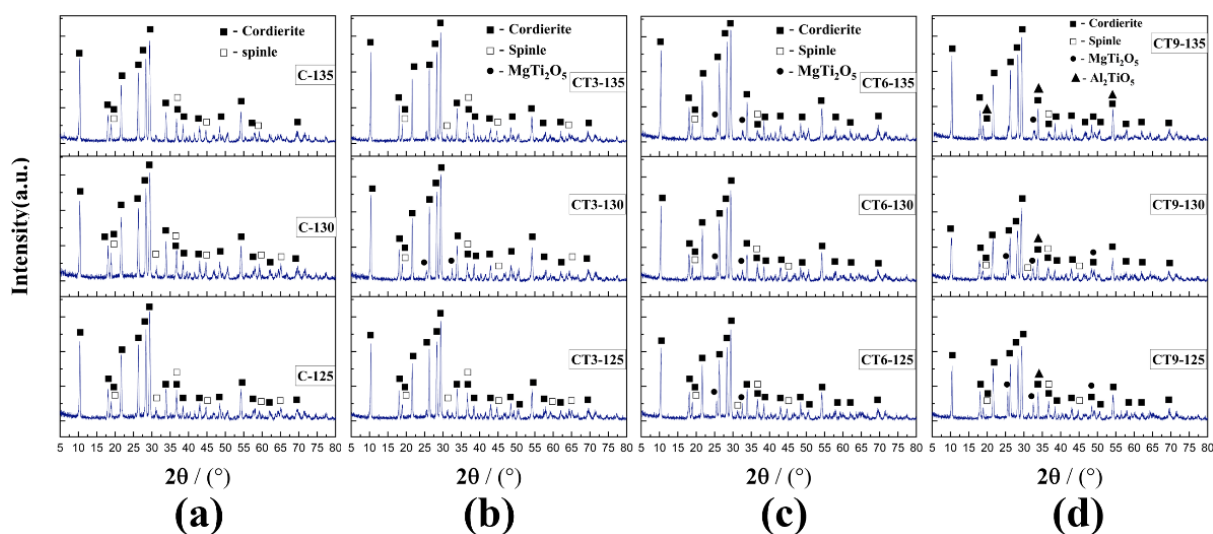 Intensity(a.u.)
■ - Cordierite
□ - spinle
C-135
C-130
C-125
5 10 15 20 25 30 35 40 45 50 55 60 65 70 75 80
2θ / (°)
(a)
■ - Cordierite
□ - Spinle
● - MgTi₂O₅
CT3-135
CT3-130
CT3-125
5 10 15 20 25 30 35 40 45 50 55 60 65 70 75 80
2θ / (°)
(b)
■ - Cordierite
□ - Spinle
● - MgTi₂O₅
CT6-135
CT6-130
CT6-125
5 10 15 20 25 30 35 40 45 50 55 60 65 70 75 80
2θ / (°)
(c)
■ - Cordierite
□ - Spinle
● - MgTi₂O₅
▲ - Al₂TiO₅
CT9-135
CT9-130
CT9-125
5 10 15 20 25 30 35 40 45 50 55 60 65 70 75 80
2θ / (°)
(d)